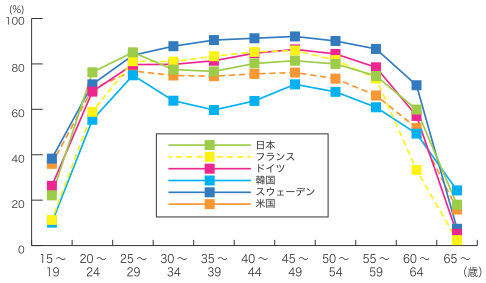 (%)
100
80
60
40
20
0
日本
フランス
ドイツ
韓国
スウェーデン
米国
15～ 20～ 25～ 30～ 35～ 40～ 45～ 50～ 55～ 60～ 65～
19 24 29 34 39 44 49 54 59 64 (歳)